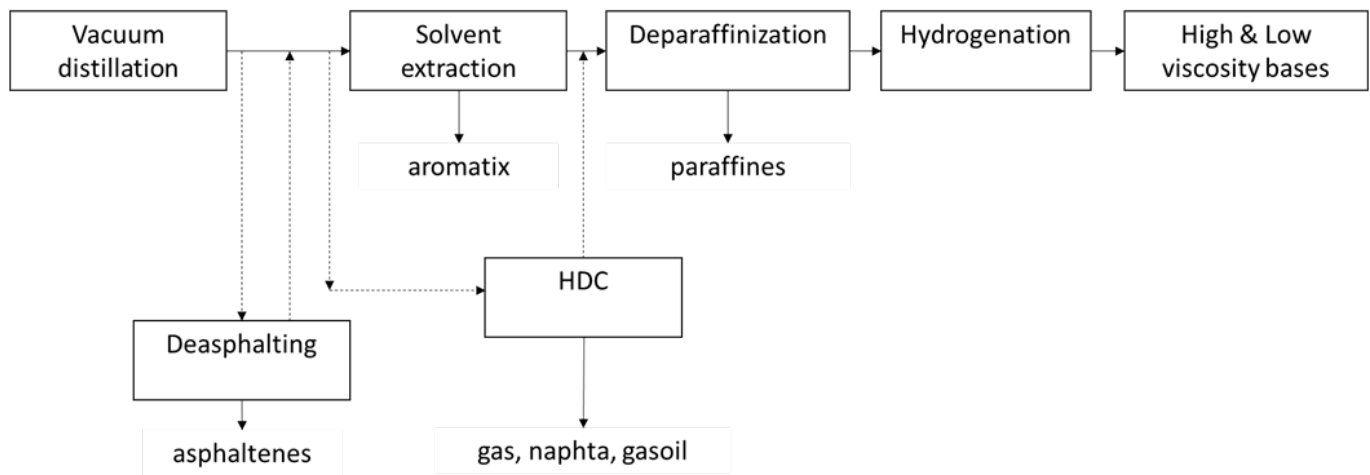 Vacuum
distillation
Solvent
extraction
Deparaffinization
Hydrogenation
High & Low
viscosity bases
aromatix
paraffines
HDC
Deasphalting
asphaltenes
gas, naphta, gasoil